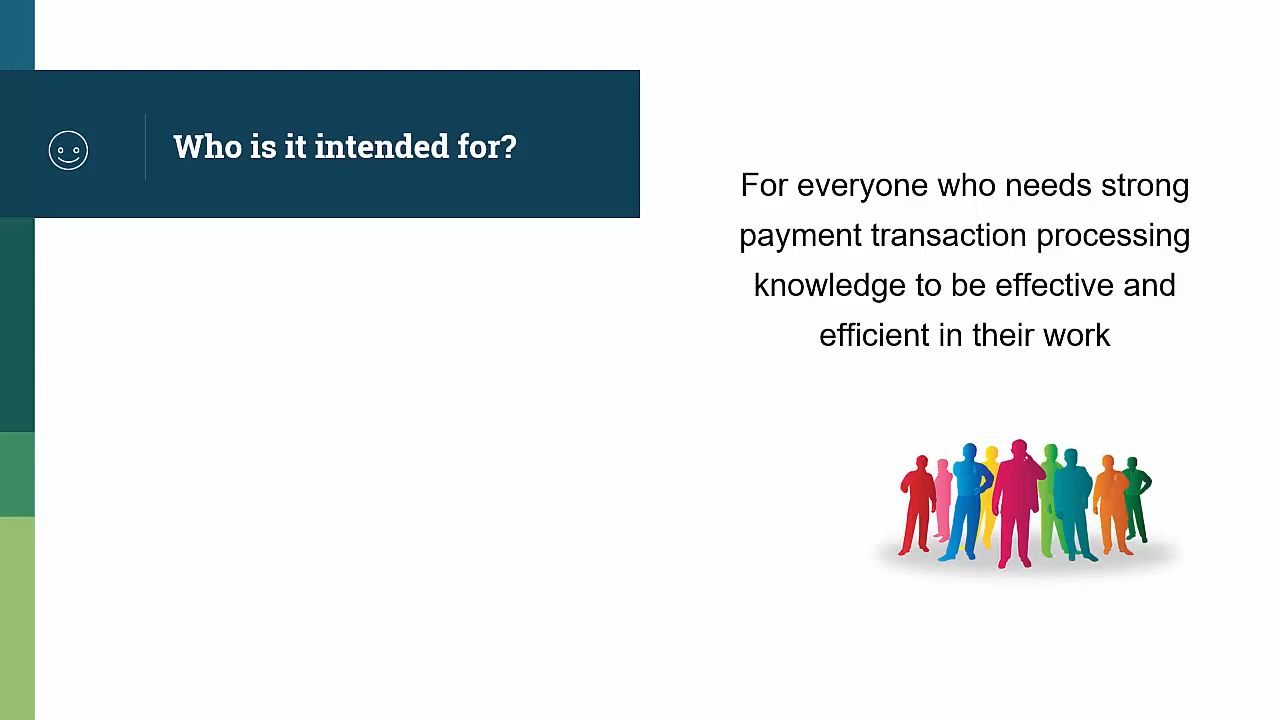 Who is it intended for?
For everyone who needs strong
payment transaction processing
knowledge to be effective and
efficient in their work